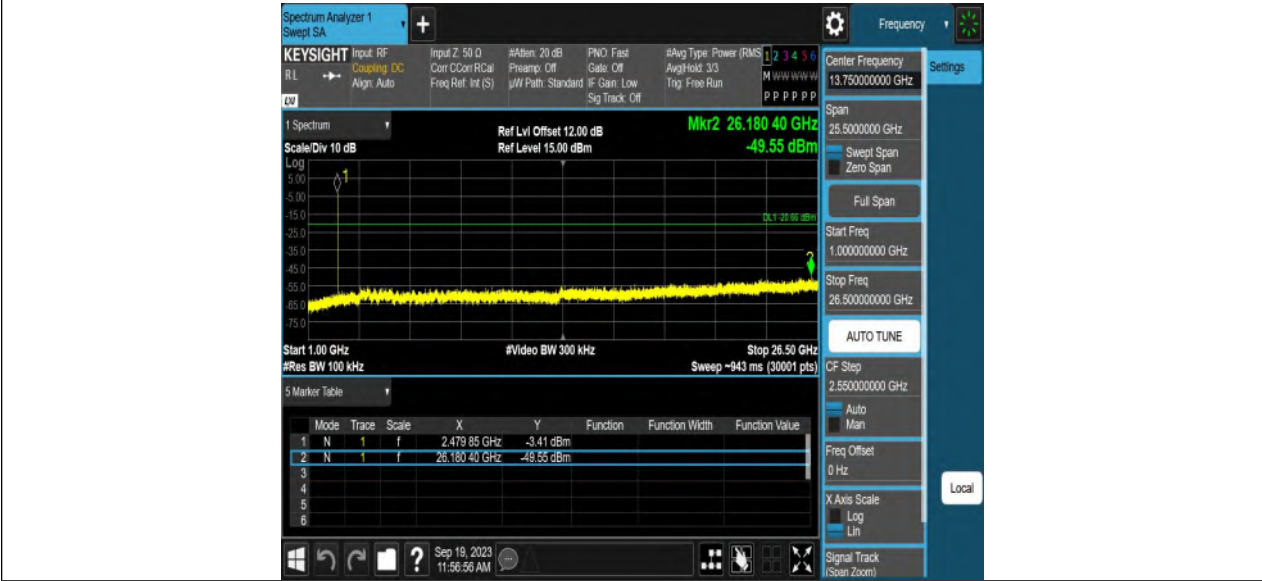 Spectrum Analyzer 1
Swept SA
+
Frequency
KEYSIGHT
RL
LXI
Input: RF
Coupling: DC
Align: Auto
Input Z: 50 Ω
Corr CCorr RCal
Freq Ref: Int (S)
#Atten: 20 dB
Preamp: Off
µW Path: Standard
PNO: Fast
Gate: Off
IF Gain: Low
Sig Track: Off
#Avg Type: Power (RMS
Avg|Hold: 3/3
Trig: Free Run
1 2 3 4 5 6
M W W W W W
P P P P P P
1 Spectrum
Scale/Div 10 dB
Ref Lvl Offset 12.00 dB
Ref Level 15.00 dBm
Mkr2 26.180 40 GHz
-49.55 dBm
Log
5.00
-5.00
-15.0
-25.0
-35.0
-45.0
-55.0
-65.0
-75.0
1
2
DL1 -20.66 dBm
Start 1.00 GHz
#Res BW 100 kHz
#Video BW 300 kHz
Stop 26.50 GHz
Sweep ~943 ms (30001 pts)
5 Marker Table
Mode Trace Scale X Y Function Function Width Function Value
1 N 1 f 2.479 85 GHz -3.41 dBm
2 N 1 f 26.180 40 GHz -49.55 dBm
3
4
5
6
?
Sep 19, 2023
11:56:56 AM
Center Frequency
13.750000000 GHz
Span
25.5000000 GHz
Swept Span
Zero Span
Full Span
Start Freq
1.000000000 GHz
Stop Freq
26.500000000 GHz
AUTO TUNE
CF Step
2.550000000 GHz
Auto
Man
Freq Offset
0 Hz
X Axis Scale
Log
Lin
Signal Track
(Span Zoom)
Settings
Local